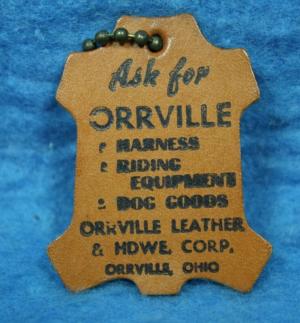 Ask for
ORRVILLE
• HARNESS
• RIDING
EQUIPMENT
• DOG GOODS
ORRVILLE LEATHER
& HDWE. CORP.
ORRVILLE, OHIO